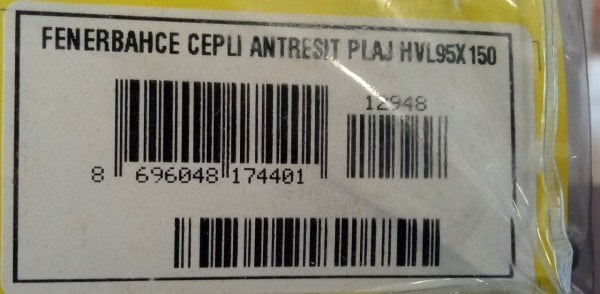 FENERBAHCE CEPLI ANTRESIT PLAJ HVL95X150
12948
8 696048 174401